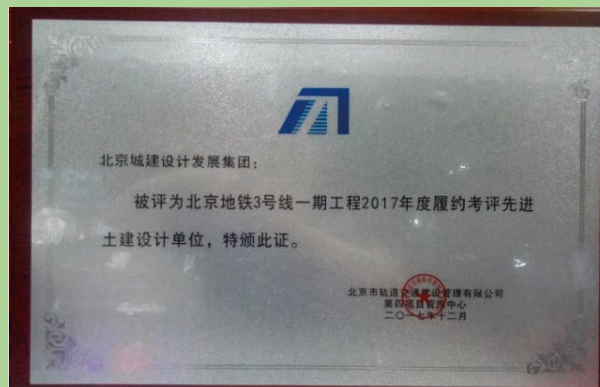 北京城建设计发展集团：
被评为北京地铁3号线一期工程2017年度履约考评先进
土建设计单位，特颁此证。
北京市轨道交通建设管理有限公司
第四项目管理中心
二〇一七年十二月